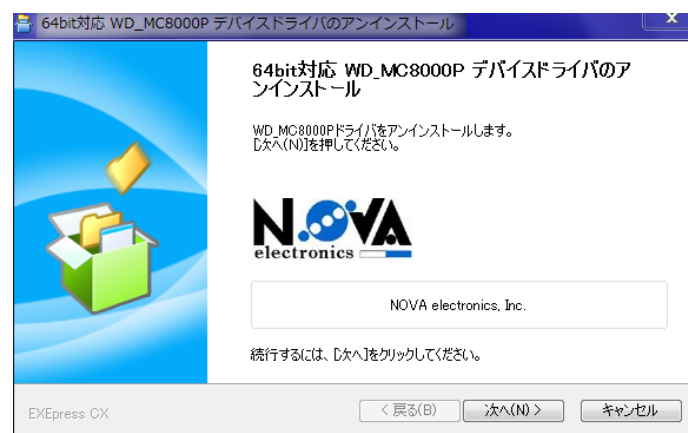 64bit対応 WD_MC8000P デバイスドライバのアンインストール
64bit対応 WD_MC8000P デバイスドライバのア
ンインストール
WD_MC8000Pドライバをアンインストールします。
[次へ(N)]を押してください。
NOVA
electronics
NOVA electronics, Inc.
続行するには、[次へ]をクリックしてください。
EXEpress CX
< 戻る(B)
次へ(N) >
キャンセル